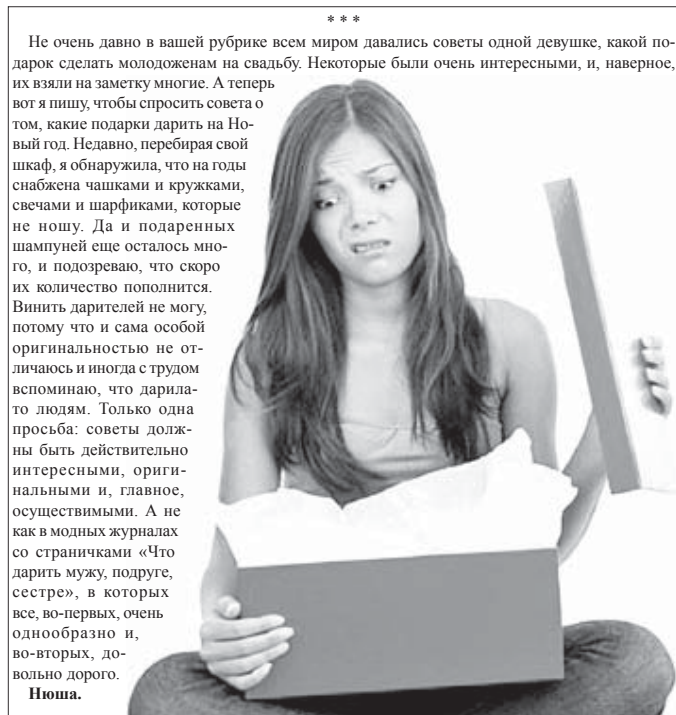 * * *
Не очень давно в вашей рубрике всем миром давались советы одной девушке, какой по-
дарок сделать молодоженам на свадьбу. Некоторые были очень интересными, и, наверное,
их взяли на заметку многие. А теперь
вот я пишу, чтобы спросить совета о
том, какие подарки дарить на Но-
вый год. Недавно, перебирая свой
шкаф, я обнаружила, что на годы
снабжена чашками и кружками,
свечами и шарфиками, которые
не ношу. Да и подаренных
шампуней еще осталось мно-
го, и подозреваю, что скоро
их количество пополнится.
Винить дарителей не могу,
потому что и сама особой
оригинальностью не от-
личаюсь и иногда с трудом
вспоминаю, что дарила-
то людям. Только одна
просьба: советы долж-
ны быть действительно
интересными, ориги-
нальными и, главное,
осуществимыми. А не
как в модных журналах
со страничками «Что
дарить мужу, подруге,
сестре», в которых
все, во-первых, очень
однообразно и,
во-вторых, до-
вольно дорого.
Нюша.